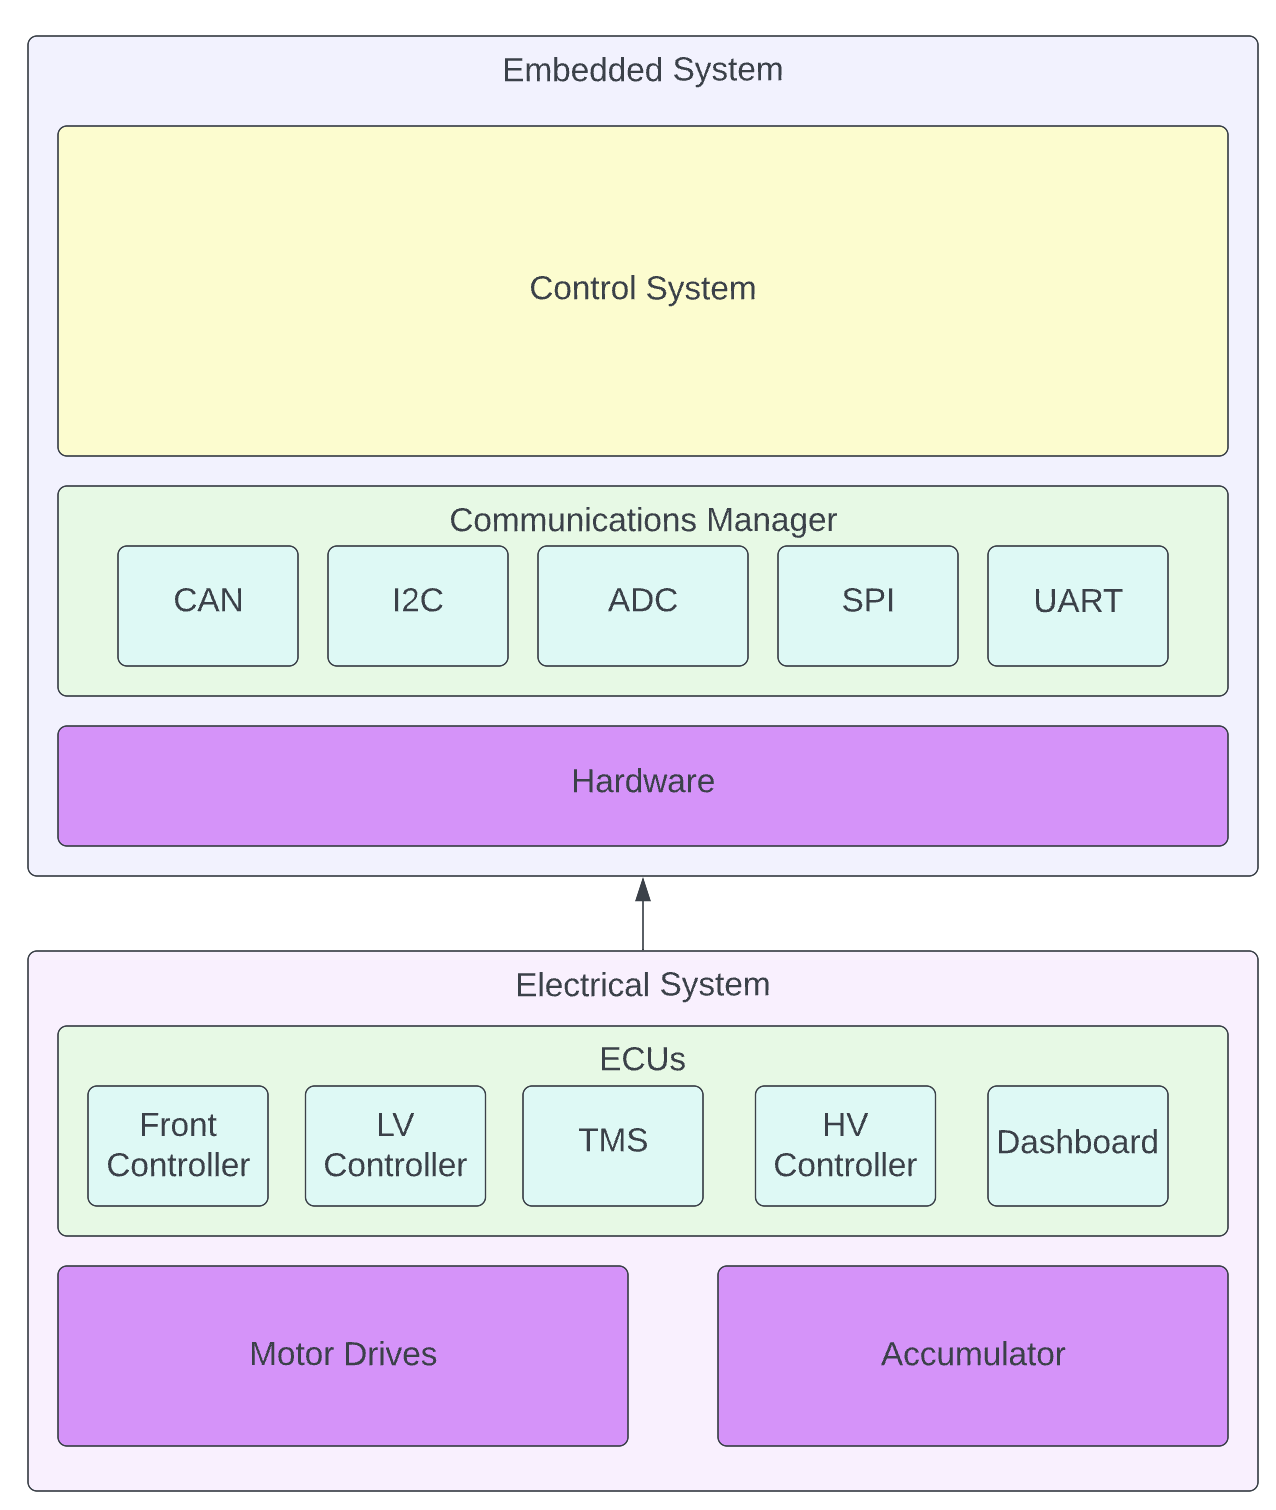 Embedded System
Control System
Communications Manager
CAN
I2C
ADC
SPI
UART
Hardware
Electrical System
ECUs
Front
Controller
LV
Controller
TMS
HV
Controller
Dashboard
Motor Drives
Accumulator